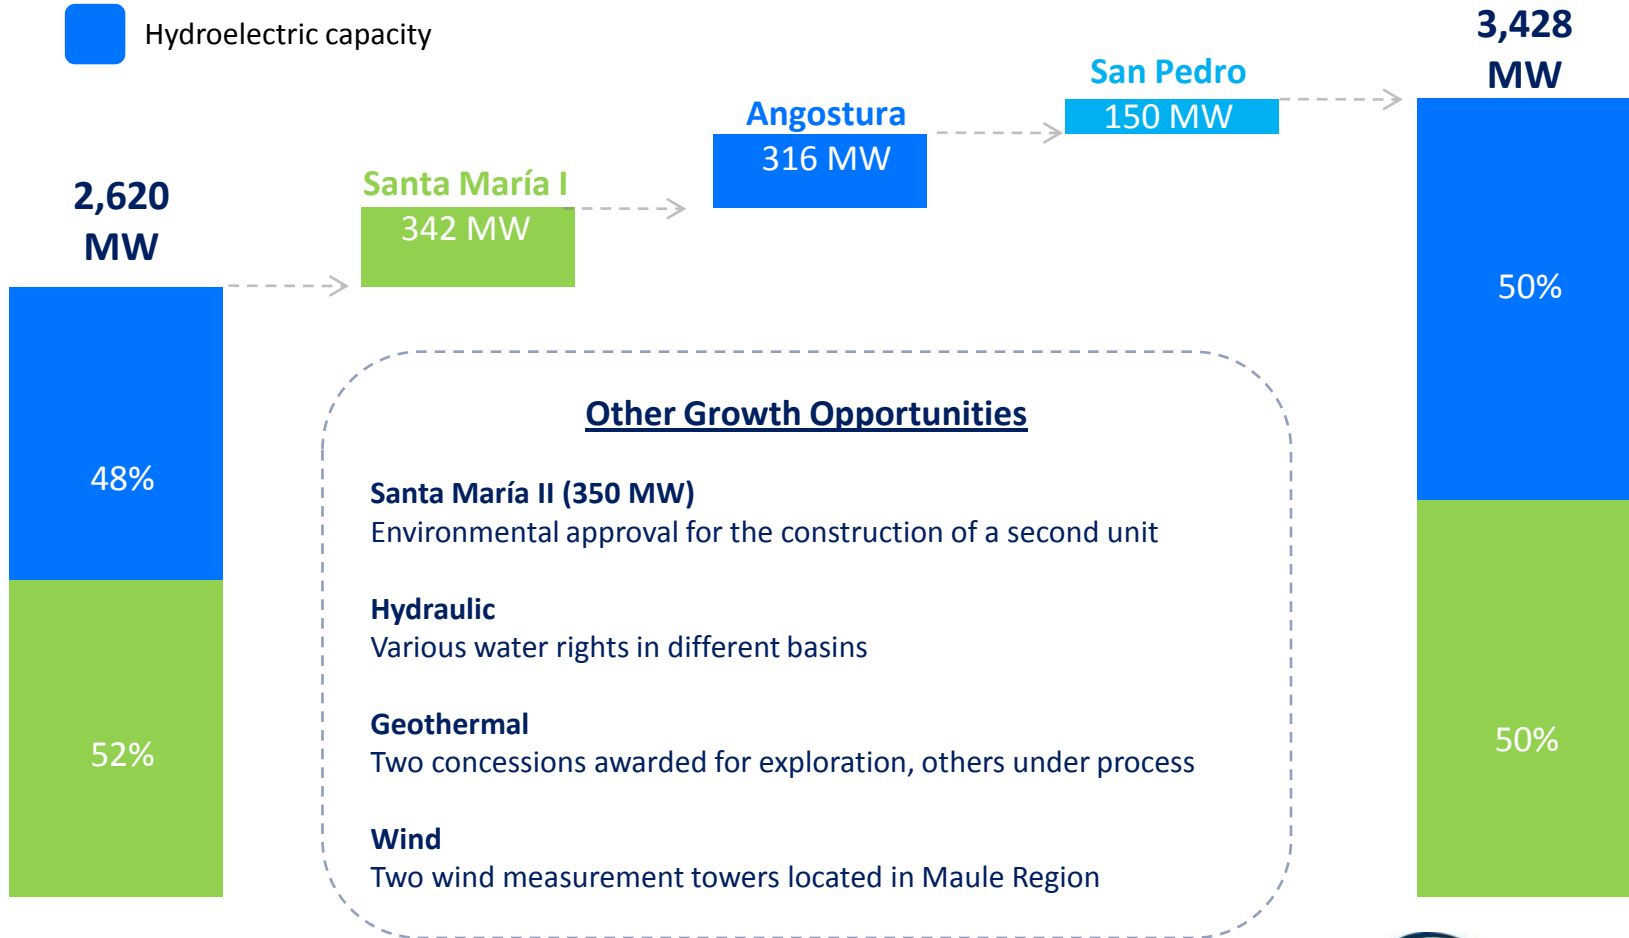 Hydroelectric capacity
2,620
MW
48%
52%
Santa María I
342 MW
Angostura
316 MW
San Pedro
150 MW
3,428
MW
50%
50%
Other Growth Opportunities
Santa María II (350 MW)
Environmental approval for the construction of a second unit
Hydraulic
Various water rights in different basins
Geothermal
Two concessions awarded for exploration, others under process
Wind
Two wind measurement towers located in Maule Region